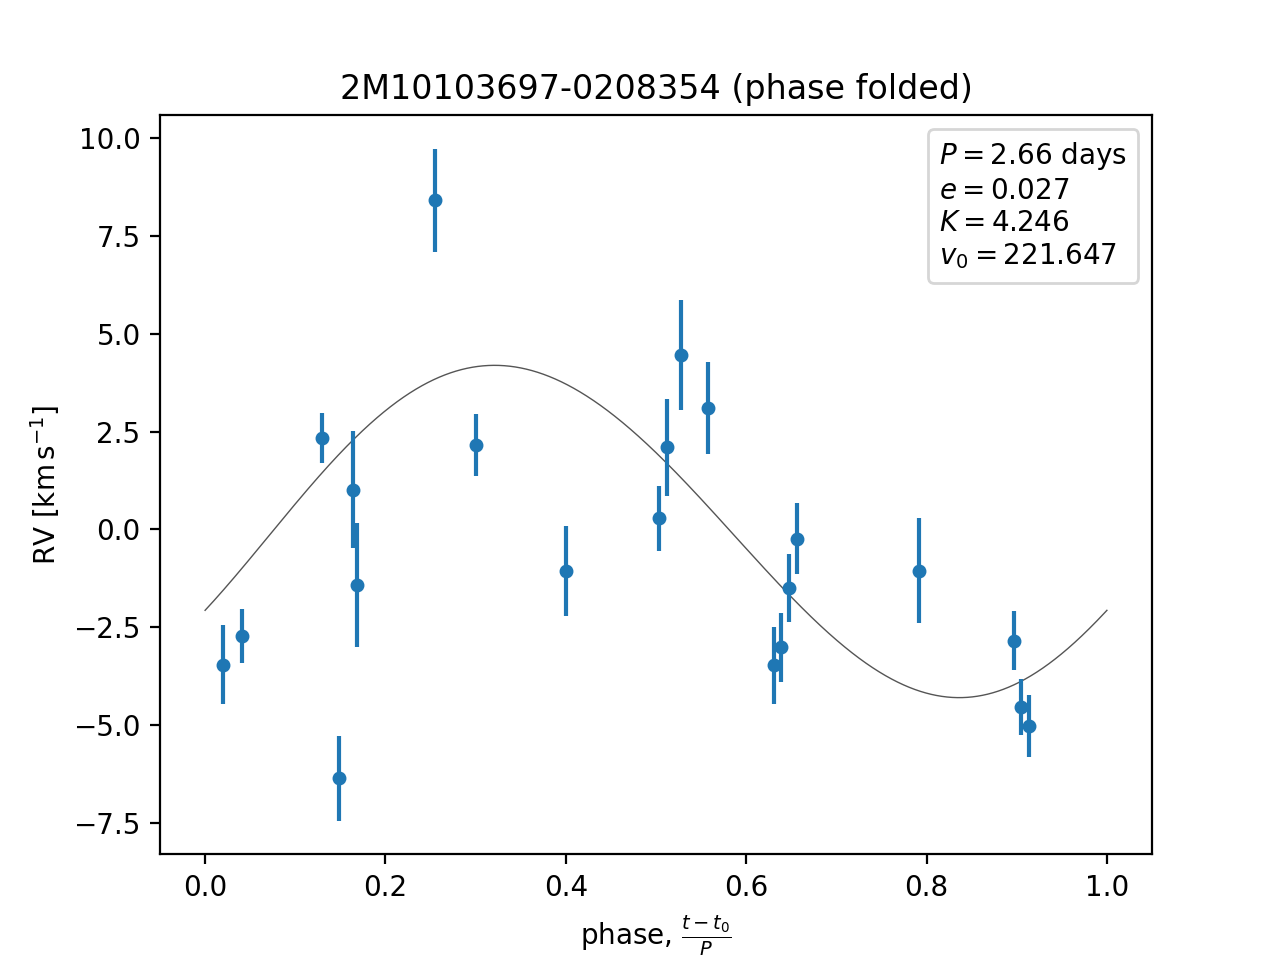 2M10103697-0208354 (phase folded)
P = 2.66 days
e = 0.027
K = 4.246
v₀ = 221.647
10.0
7.5
5.0
2.5
0.0
−2.5
−5.0
−7.5
RV [km s⁻¹]
0.0 0.2 0.4 0.6 0.8 1.0
phase, (t − t₀)/P